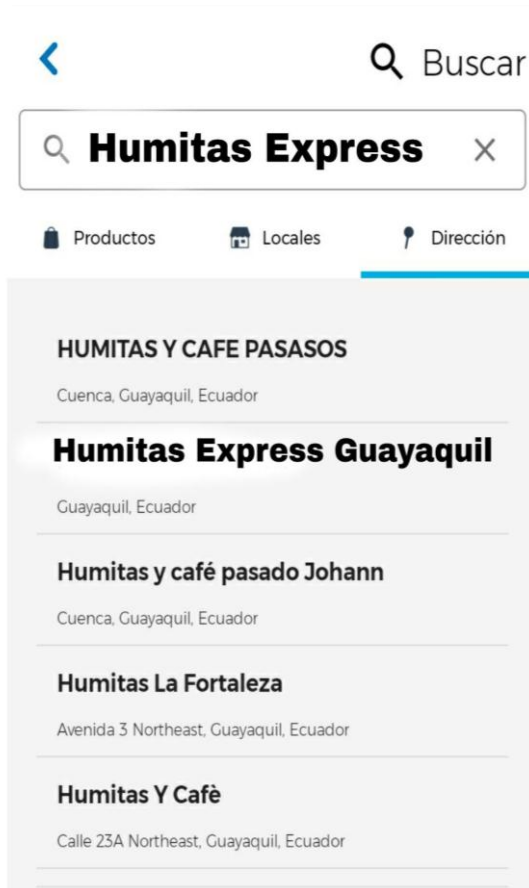 Buscar
Humitas Express
Productos Locales Dirección
HUMITAS Y CAFE PASASOS
Cuenca, Guayaquil, Ecuador
Humitas Express Guayaquil
Guayaquil, Ecuador
Humitas y café pasado Johann
Cuenca, Guayaquil, Ecuador
Humitas La Fortaleza
Avenida 3 Northeast, Guayaquil, Ecuador
Humitas Y Cafè
Calle 23A Northeast, Guayaquil, Ecuador